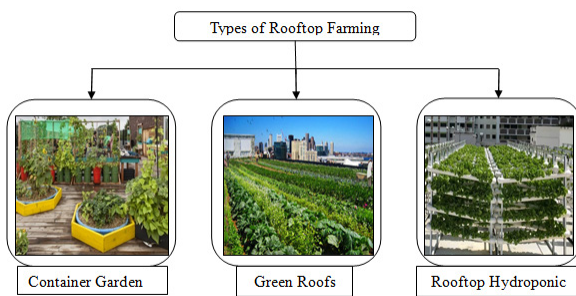 Types of Rooftop Farming
Container Garden
Green Roofs
Rooftop Hydroponic